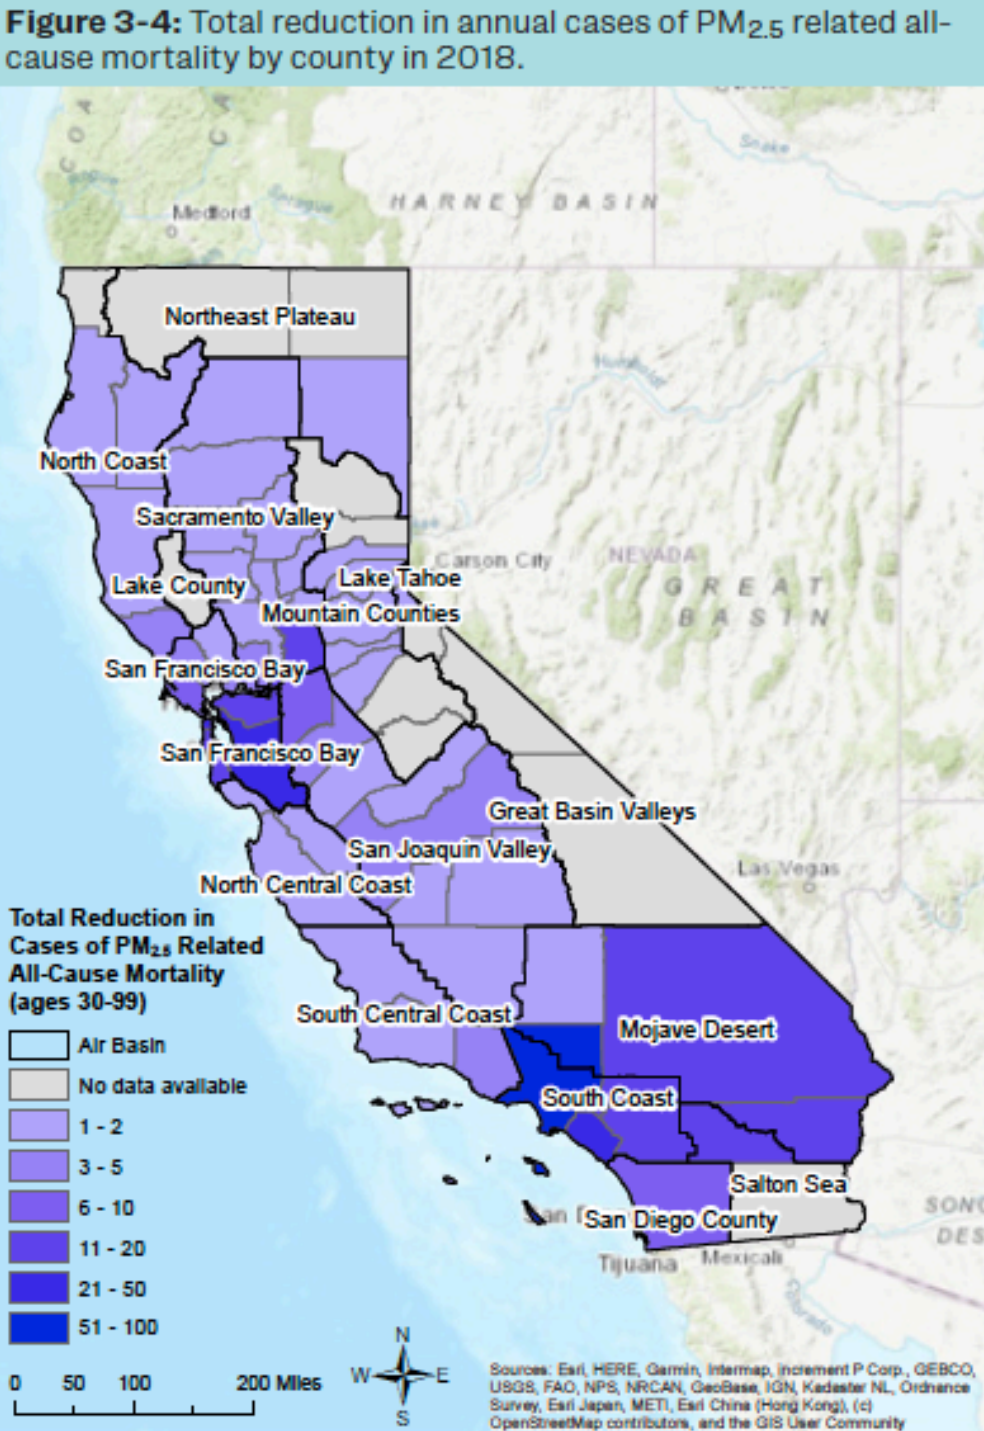 Figure 3-4: Total reduction in annual cases of PM2.5 related all-
cause mortality by county in 2018.
Snake
HARNEY BASIN
Medford
Sprague
Northeast Plateau
Humboldt
North Coast
Sacramento Valley
Carson City
NEVADA
GREAT
BASIN
Lake County
Lake Tahoe
Mountain Counties
San Francisco Bay
San Francisco Bay
Great Basin Valleys
San Joaquin Valley
Las Vegas
North Central Coast
Total Reduction in
Cases of PM2.5 Related
All-Cause Mortality
(ages 30-99)
South Central Coast
Mojave Desert
Air Basin
No data available
South Coast
1 - 2
3 - 5
6 - 10
11 - 20
21 - 50
51 - 100
Salton Sea
San Diego County
Tijuana
Mexicali
Colorado
SONO
DES
0 50 100 200 Miles
N
W E
S
Sources: Esri, HERE, Garmin, Intermap, increment P Corp., GEBCO,
USGS, FAO, NPS, NRCAN, GeoBase, IGN, Kadaster NL, Ordnance
Survey, Esri Japan, METI, Esri China (Hong Kong), (c)
OpenStreetMap contributors, and the GIS User Community